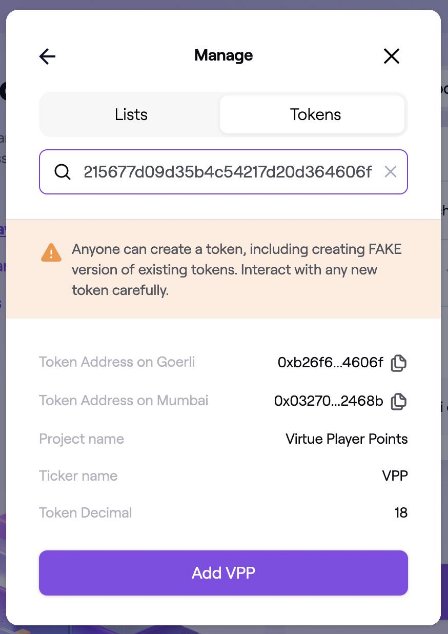 Manage
Lists
Tokens
215677d09d35b4c54217d20d364606f
Anyone can create a token, including creating FAKE
version of existing tokens. Interact with any new
token carefully.
Token Address on Goerli 0xb26f6...4606f
Token Address on Mumbai 0x03270...2468b
Project name Virtue Player Points
Ticker name VPP
Token Decimal 18
Add VPP